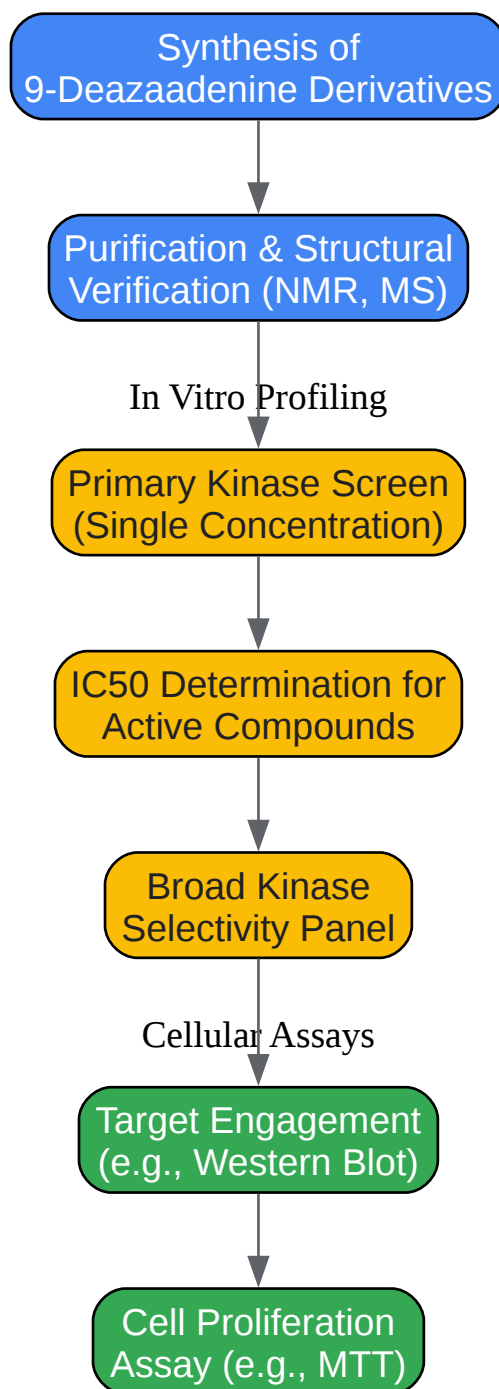 Synthesis of
9-Deazaadenine Derivatives
Purification & Structural
Verification (NMR, MS)
In Vitro Profiling
Primary Kinase Screen
(Single Concentration)
IC50 Determination for
Active Compounds
Broad Kinase
Selectivity Panel
Cellular Assays
Target Engagement
(e.g., Western Blot)
Cell Proliferation
Assay (e.g., MTT)